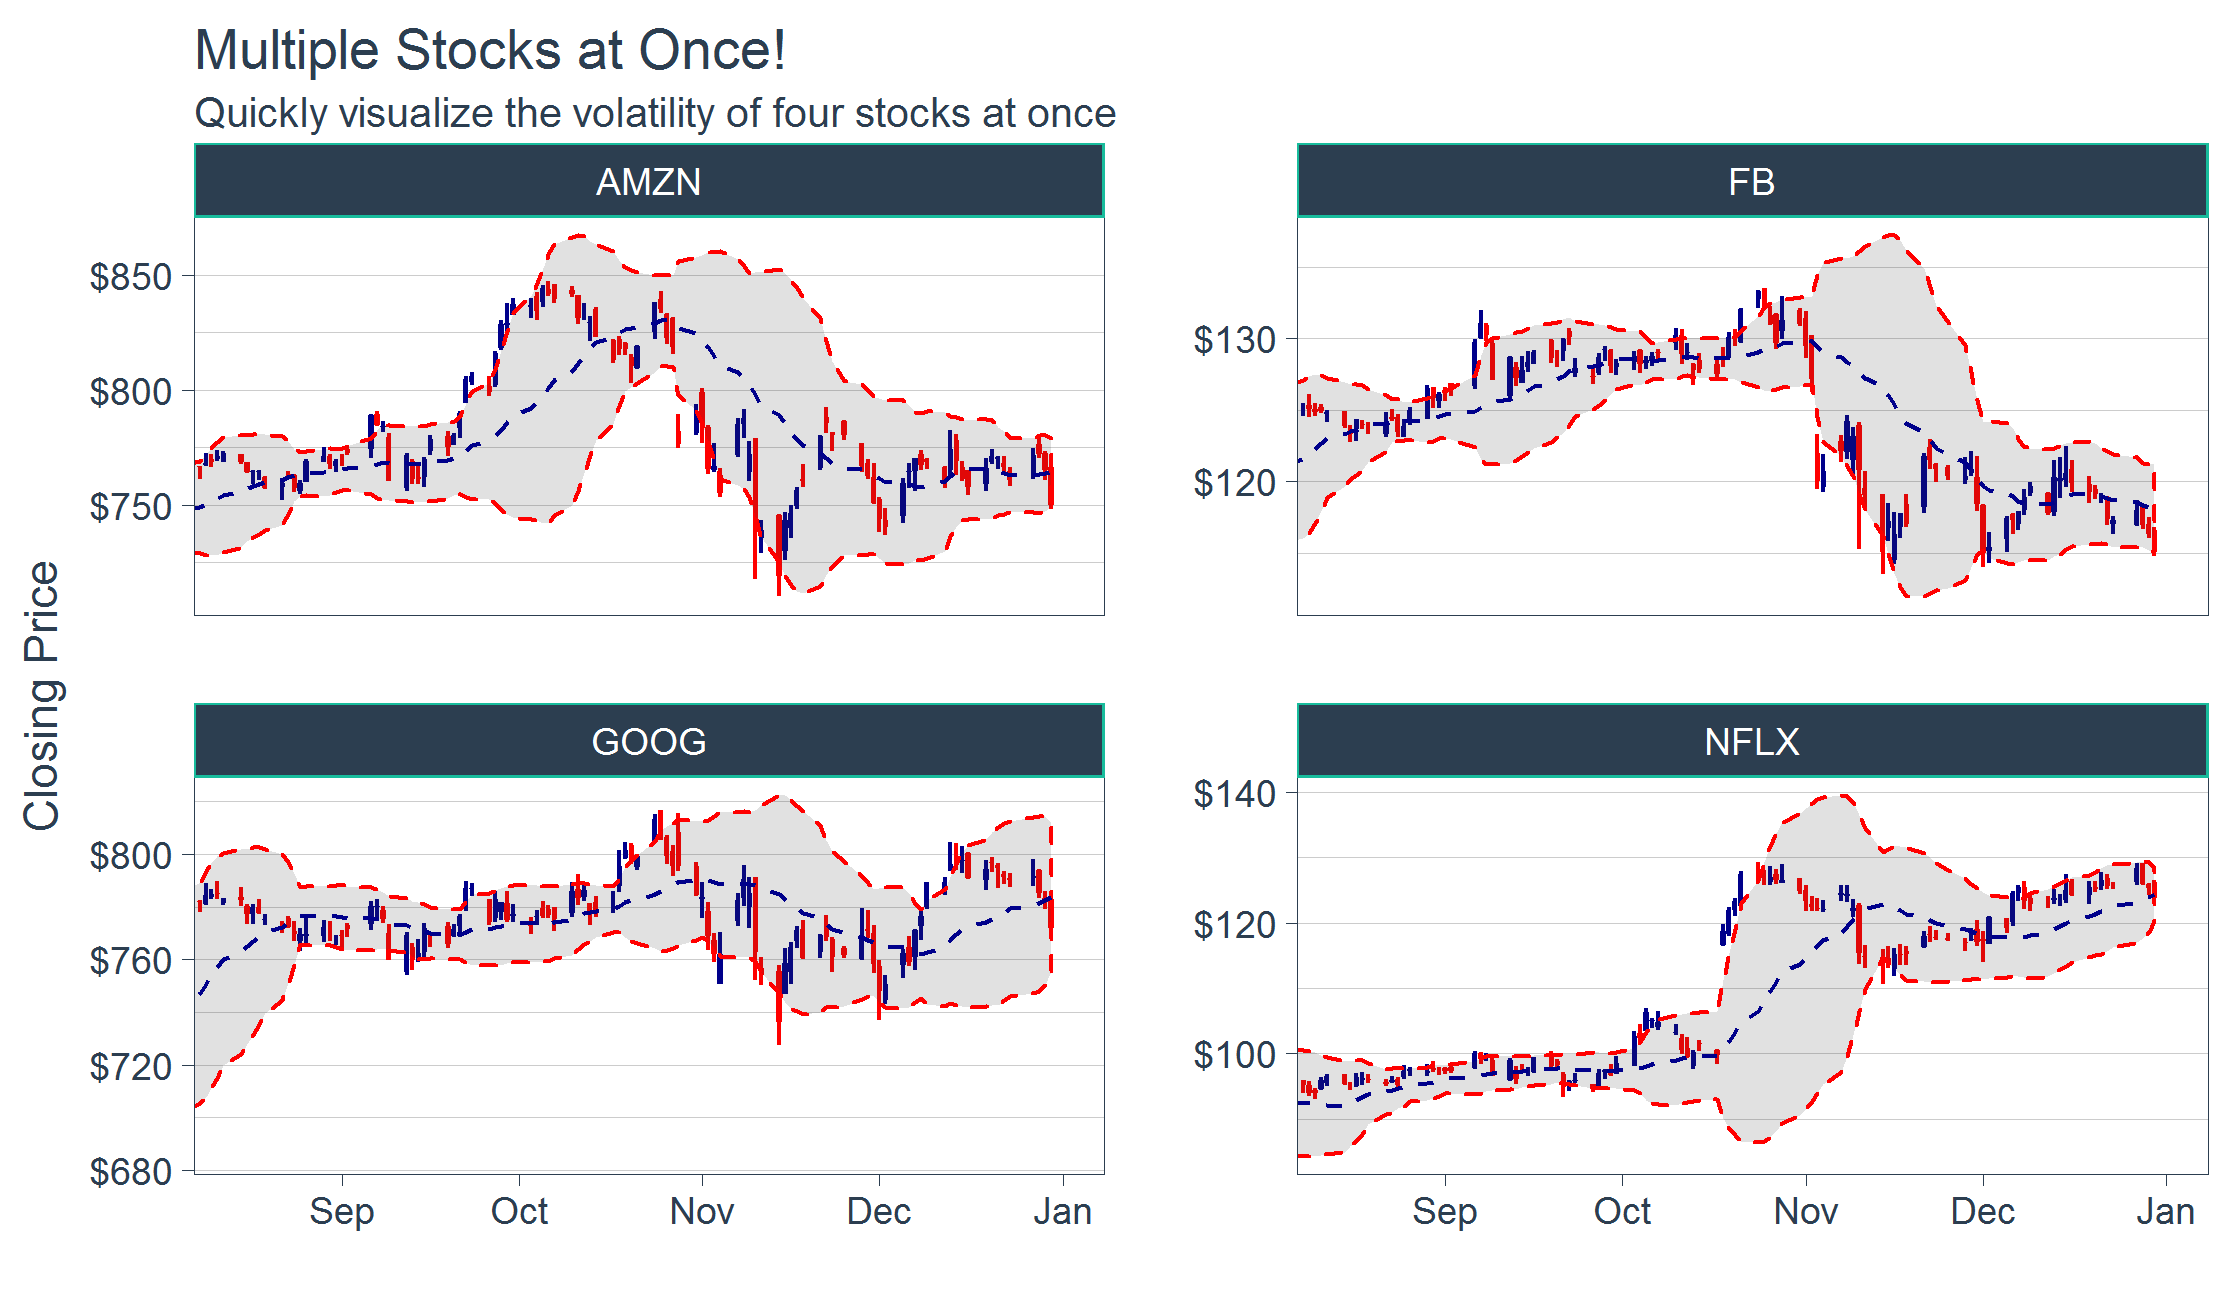 Multiple Stocks at Once!
Quickly visualize the volatility of four stocks at once
AMZN
FB
$850
$800
$750
$130
$120
Closing Price
GOOG
NFLX
$800
$760
$720
$680
$140
$120
$100
Sep Oct Nov Dec Jan
Sep Oct Nov Dec Jan